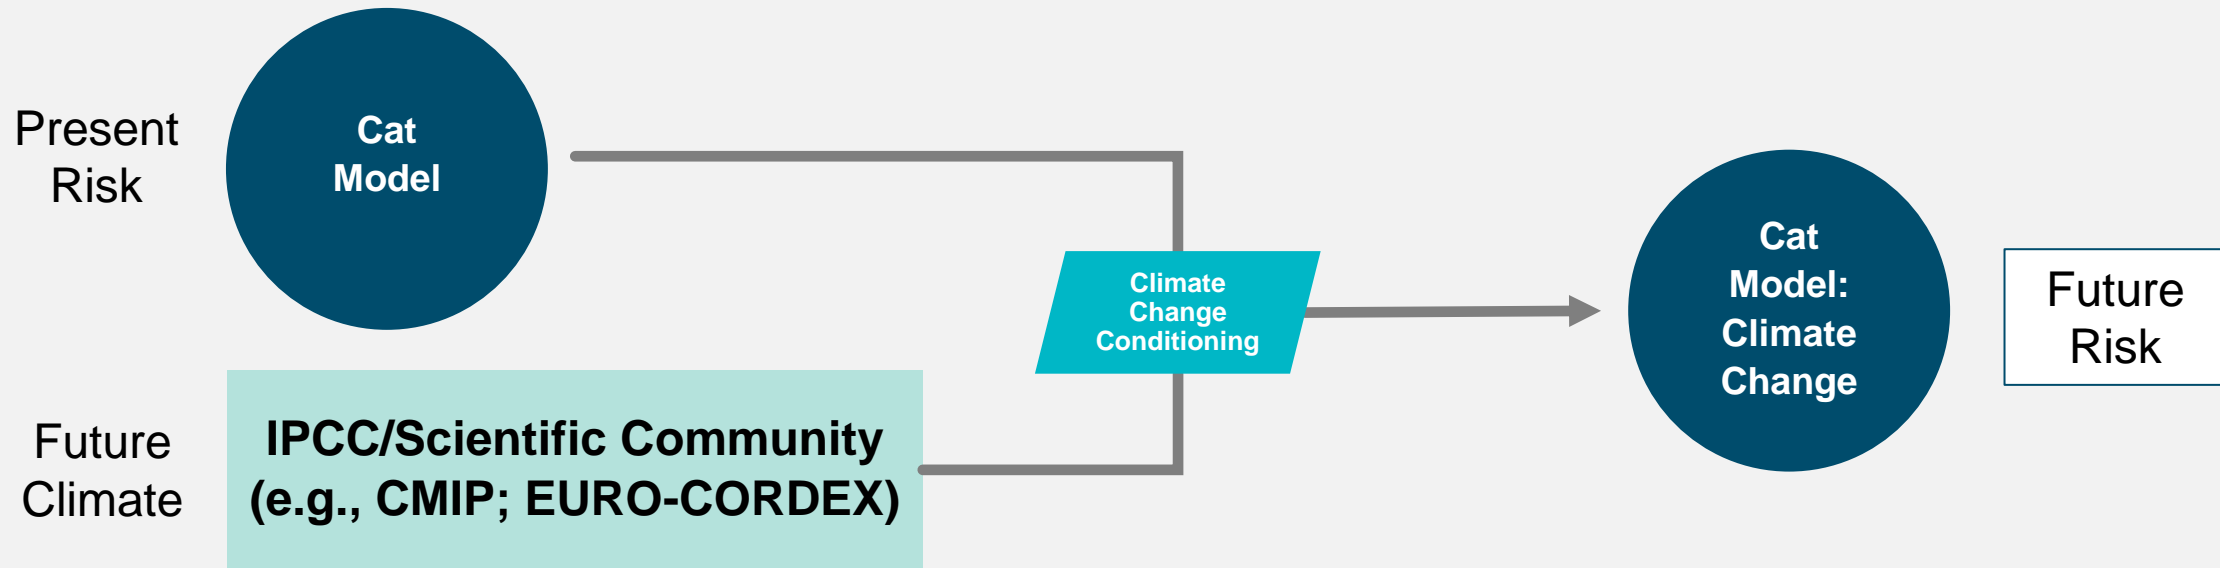 Present
Risk
Cat
Model
Future
Climate
IPCC/Scientific Community
(e.g., CMIP; EURO-CORDEX)
Climate
Change
Conditioning
Cat
Model:
Climate
Change
Future
Risk